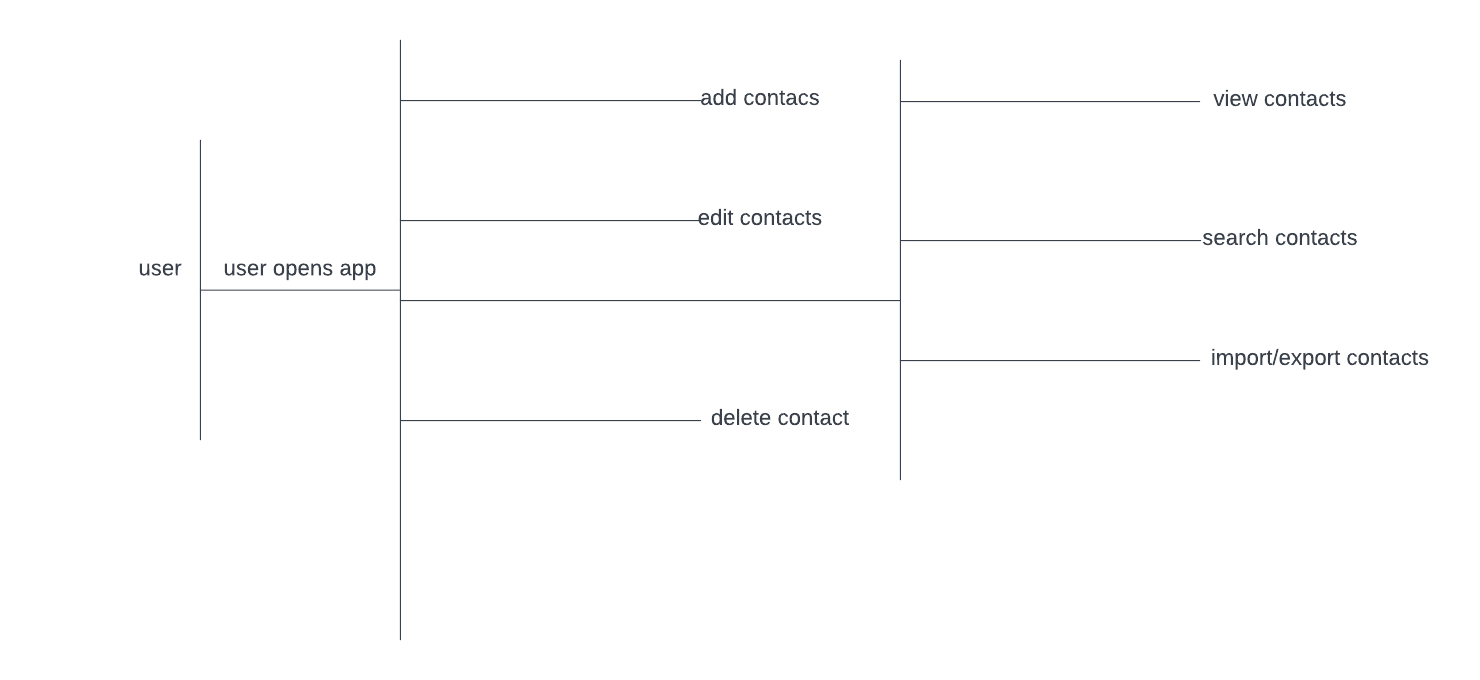 user
user opens app
add contacs
edit contacts
delete contact
view contacts
search contacts
import/export contacts